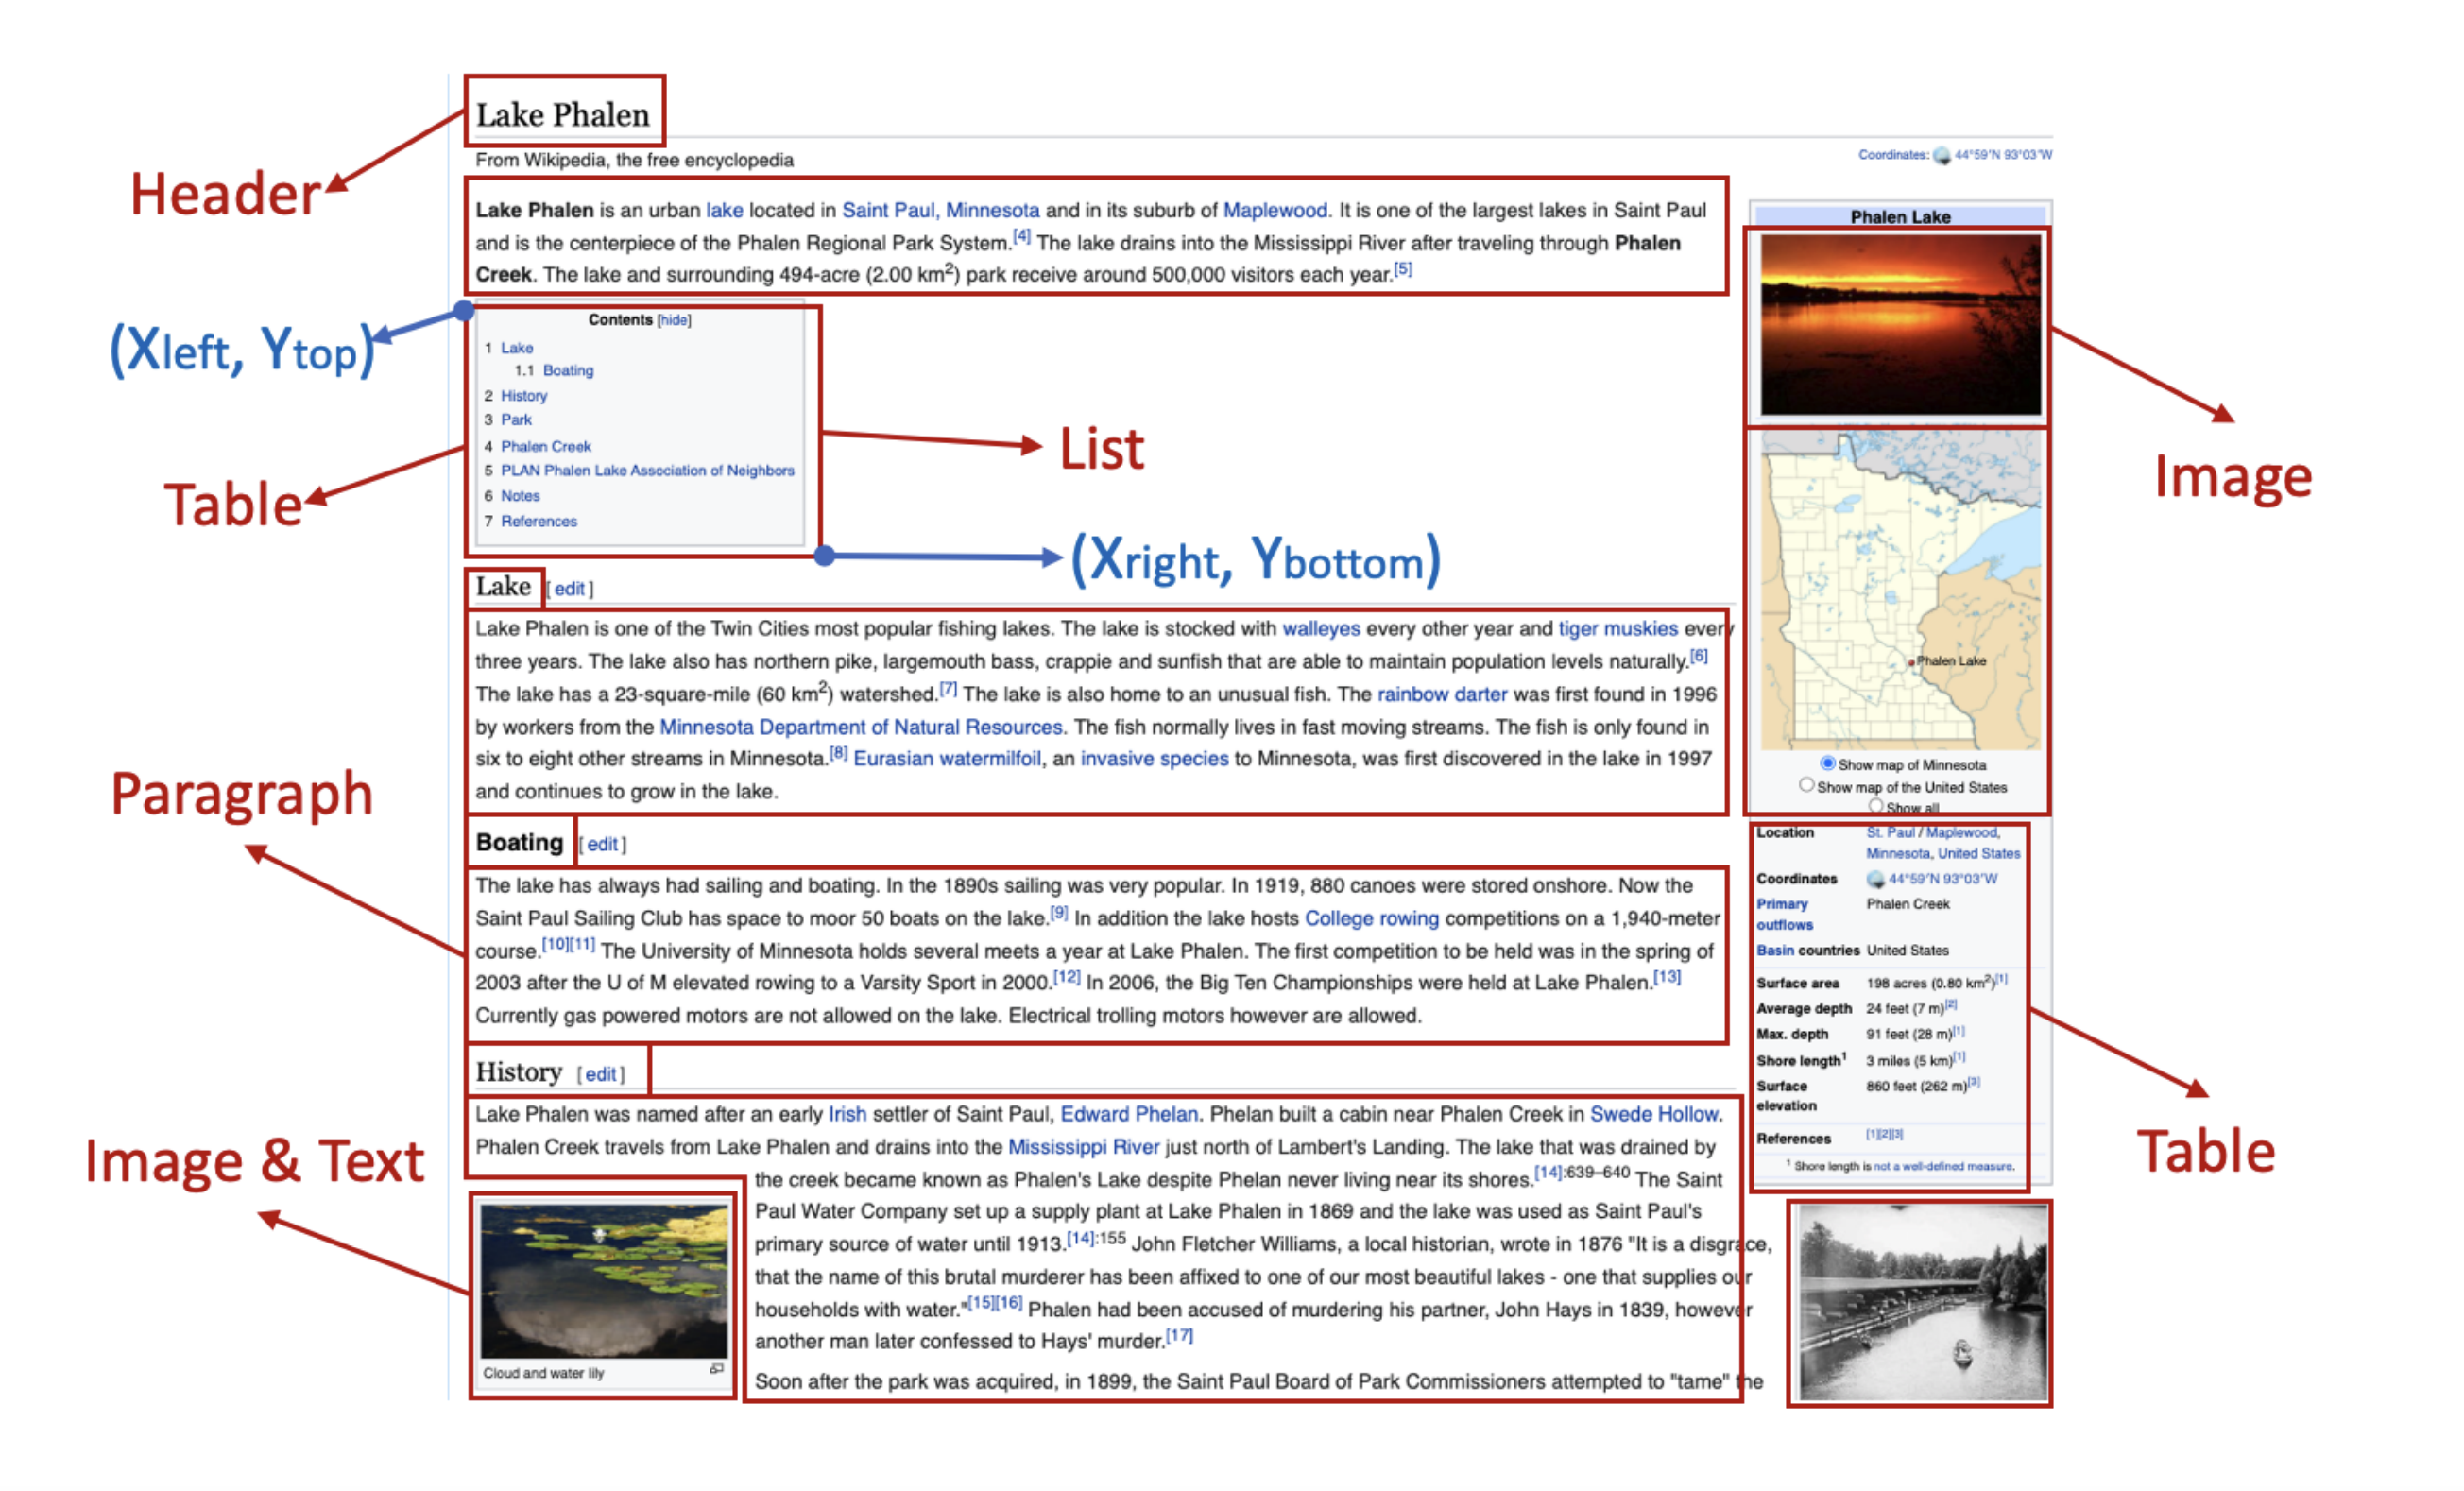 Lake Phalen
From Wikipedia, the free encyclopedia
Coordinates: 44°59′N 93°03′W
Header
Lake Phalen is an urban lake located in Saint Paul, Minnesota and in its suburb of Maplewood. It is one of the largest lakes in Saint Paul
and is the centerpiece of the Phalen Regional Park System.[4] The lake drains into the Mississippi River after traveling through Phalen
Creek. The lake and surrounding 494-acre (2.00 km2) park receive around 500,000 visitors each year.[5]
(Xleft, Ytop)
Contents [hide]
1 Lake
1.1 Boating
2 History
3 Park
4 Phalen Creek
5 PLAN Phalen Lake Association of Neighbors
6 Notes
7 References
Table
List
(Xright, Ybottom)
Lake [ edit ]
Lake Phalen is one of the Twin Cities most popular fishing lakes. The lake is stocked with walleyes every other year and tiger muskies every
three years. The lake also has northern pike, largemouth bass, crappie and sunfish that are able to maintain population levels naturally.[6]
The lake has a 23-square-mile (60 km2) watershed.[7] The lake is also home to an unusual fish. The rainbow darter was first found in 1996
by workers from the Minnesota Department of Natural Resources. The fish normally lives in fast moving streams. The fish is only found in
six to eight other streams in Minnesota.[8] Eurasian watermilfoil, an invasive species to Minnesota, was first discovered in the lake in 1997
and continues to grow in the lake.
Paragraph
Boating [ edit ]
The lake has always had sailing and boating. In the 1890s sailing was very popular. In 1919, 880 canoes were stored onshore. Now the
Saint Paul Sailing Club has space to moor 50 boats on the lake.[9] In addition the lake hosts College rowing competitions on a 1,940-meter
course.[10][11] The University of Minnesota holds several meets a year at Lake Phalen. The first competition to be held was in the spring of
2003 after the U of M elevated rowing to a Varsity Sport in 2000.[12] In 2006, the Big Ten Championships were held at Lake Phalen.[13]
Currently gas powered motors are not allowed on the lake. Electrical trolling motors however are allowed.
History [ edit ]
Lake Phalen was named after an early Irish settler of Saint Paul, Edward Phelan. Phelan built a cabin near Phalen Creek in Swede Hollow.
Phalen Creek travels from Lake Phalen and drains into the Mississippi River just north of Lambert's Landing. The lake that was drained by
the creek became known as Phalen's Lake despite Phelan never living near its shores.[14]:639–640 The Saint
Paul Water Company set up a supply plant at Lake Phalen in 1869 and the lake was used as Saint Paul's
primary source of water until 1913.[14]:155 John Fletcher Williams, a local historian, wrote in 1876 "It is a disgrace,
that the name of this brutal murderer has been affixed to one of our most beautiful lakes - one that supplies our
households with water."[15][16] Phalen had been accused of murdering his partner, John Hays in 1839, however
another man later confessed to Hays' murder.[17]
Soon after the park was acquired, in 1899, the Saint Paul Board of Park Commissioners attempted to "tame" the
Image & Text
Cloud and water lily
Phalen Lake
Image
Phalen Lake
Show map of Minnesota
Show map of the United States
Show all
Location St. Paul / Maplewood,
Minnesota, United States
Coordinates 44°59′N 93°03′W
Primary Phalen Creek
outflows
Basin countries United States
Surface area 198 acres (0.80 km2)[1]
Average depth 24 feet (7 m)[2]
Max. depth 91 feet (28 m)[1]
Shore length1 3 miles (5 km)[1]
Surface 860 feet (262 m)[3]
elevation
References [1][2][3]
1 Shore length is not a well-defined measure.
Table